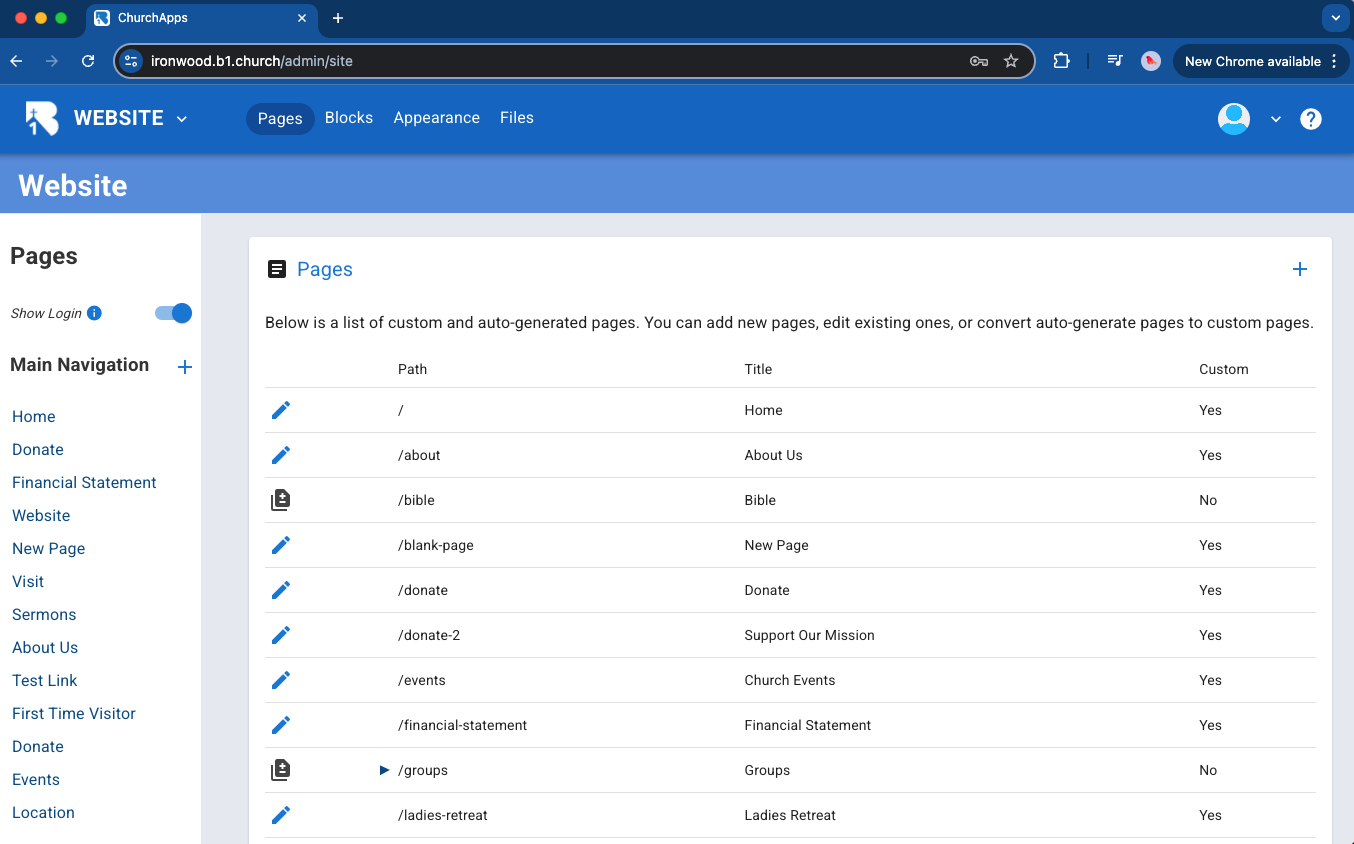 ChurchApps
ironwood.b1.church/admin/site
New Chrome available
1
WEBSITE
Pages Blocks Appearance Files
Website
Pages
Show Login
Main Navigation
Home
Donate
Financial Statement
Website
New Page
Visit
Sermons
About Us
Test Link
First Time Visitor
Donate
Events
Location
Pages
Below is a list of custom and auto-generated pages. You can add new pages, edit existing ones, or convert auto-generate pages to custom pages.
Path Title Custom
/ Home Yes
/about About Us Yes
/bible Bible No
/blank-page New Page Yes
/donate Donate Yes
/donate-2 Support Our Mission Yes
/events Church Events Yes
/financial-statement Financial Statement Yes
/groups Groups No
/ladies-retreat Ladies Retreat Yes